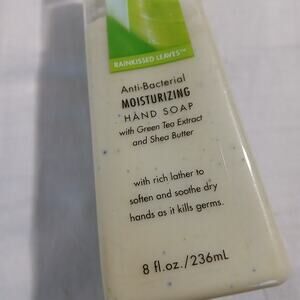 RAINKISSED LEAVES™
Anti-Bacterial
MOISTURIZING
HAND SOAP
with Green Tea Extract
and Shea Butter
with rich lather to
soften and soothe dry
hands as it kills germs.
8 fl.oz./236mL